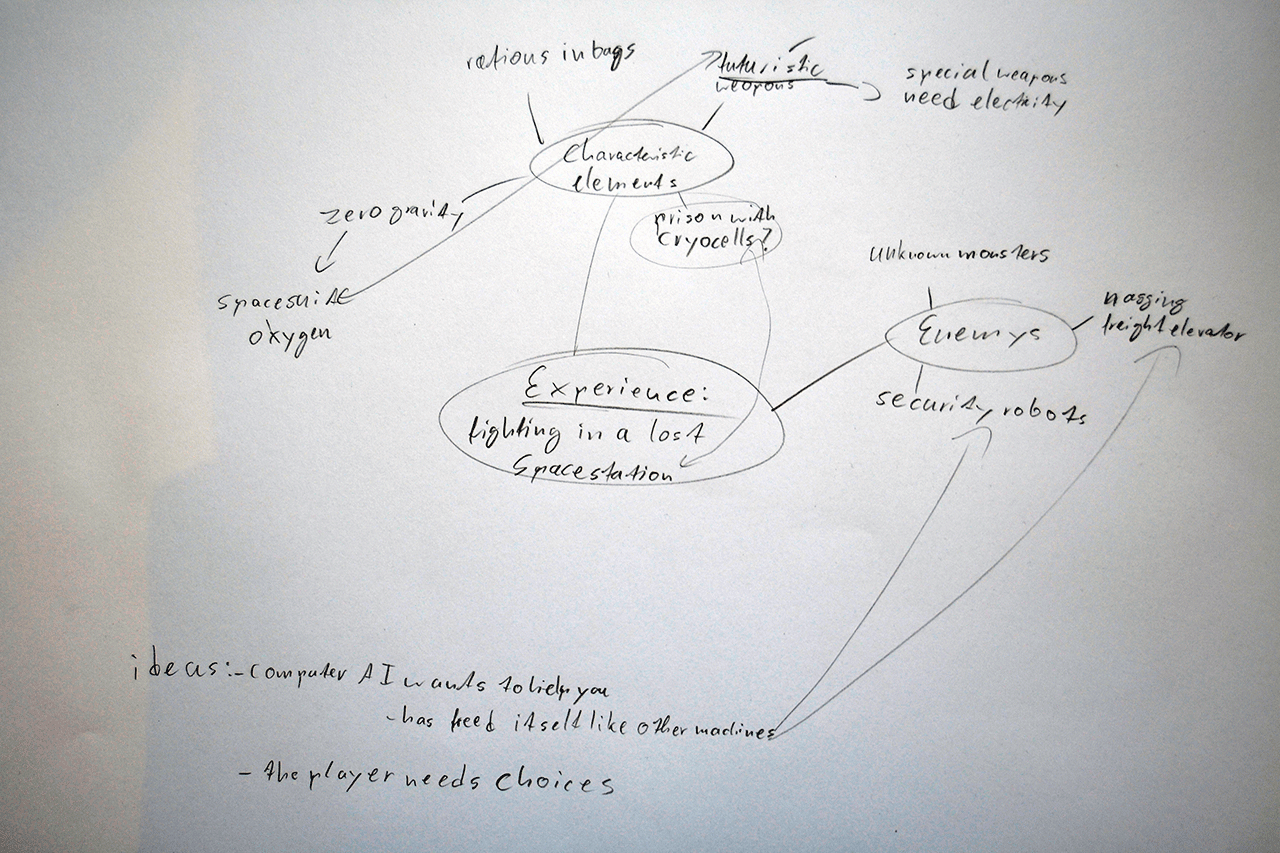 rations in bags
futuristic
weapons
special weapons
need electrity
Characteristic
elements
zero gravity
prison with
Cryocells?
spacesuite
oxygen
unknown monsters
nagging
freight elevator
Enemys
security robots
Experience:
fighting in a lost
Spacestation
ideas: - Computer AI wants to help you
- has freed itself like other machines
- the player needs choices